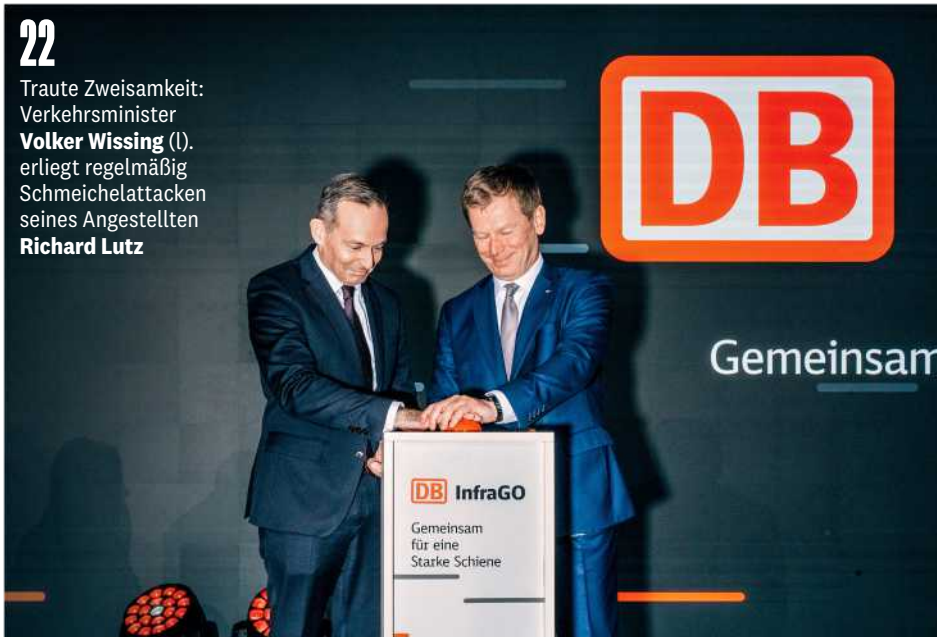 22
Traute Zweisamkeit:
Verkehrsminister
Volker Wissing (l).
erliegt regelmäßig
Schmeichelattacken
seines Angestellten
Richard Lutz
DB
Gemeinsam
DB InfraGO
Gemeinsam
für eine
Starke Schiene